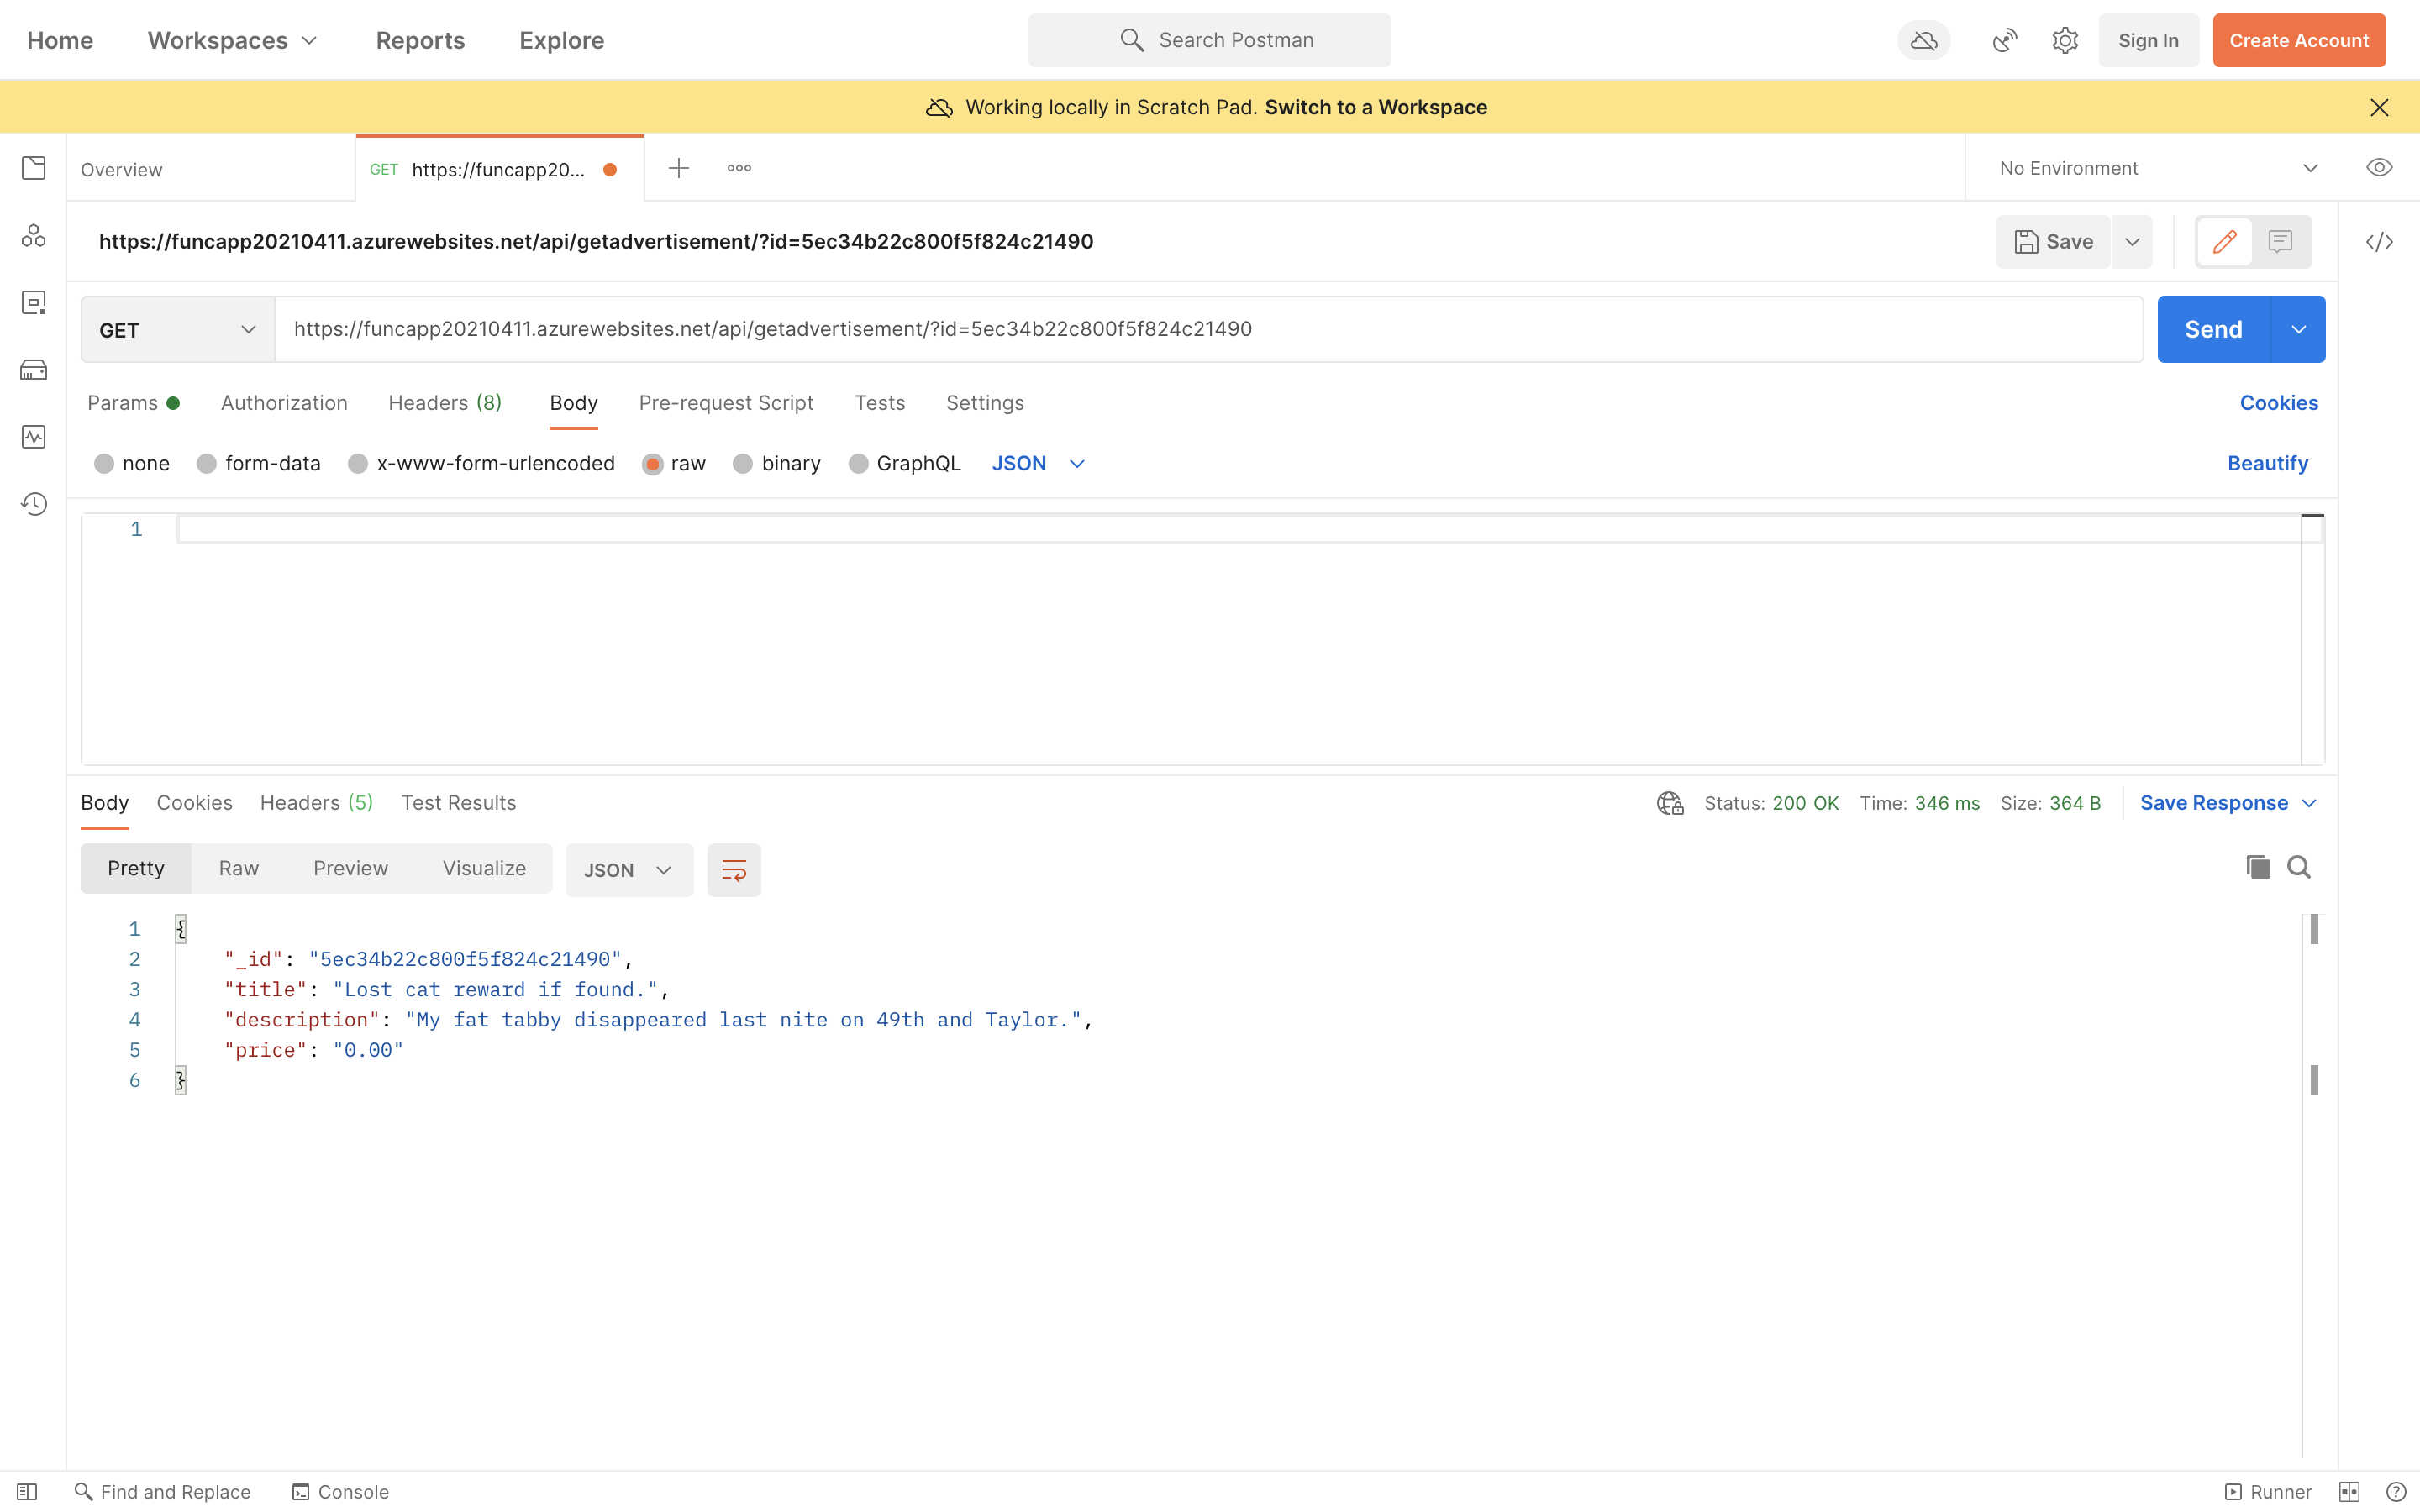 Home Workspaces Reports Explore Search Postman Sign In Create Account
Working locally in Scratch Pad. Switch to a Workspace
Overview GET https://funcapp20... No Environment
https://funcapp20210411.azurewebsites.net/api/getadvertisement/?id=5ec34b22c800f5f824c21490 Save
GET https://funcapp20210411.azurewebsites.net/api/getadvertisement/?id=5ec34b22c800f5f824c21490 Send
Params Authorization Headers (8) Body Pre-request Script Tests Settings Cookies
none form-data x-www-form-urlencoded raw binary GraphQL JSON Beautify
1
Body Cookies Headers (5) Test Results Status: 200 OK Time: 346 ms Size: 364 B Save Response
Pretty Raw Preview Visualize JSON
1 {
2 "_id": "5ec34b22c800f5f824c21490",
3 "title": "Lost cat reward if found.",
4 "description": "My fat tabby disappeared last nite on 49th and Taylor.",
5 "price": "0.00"
6 }
Find and Replace Console Runner